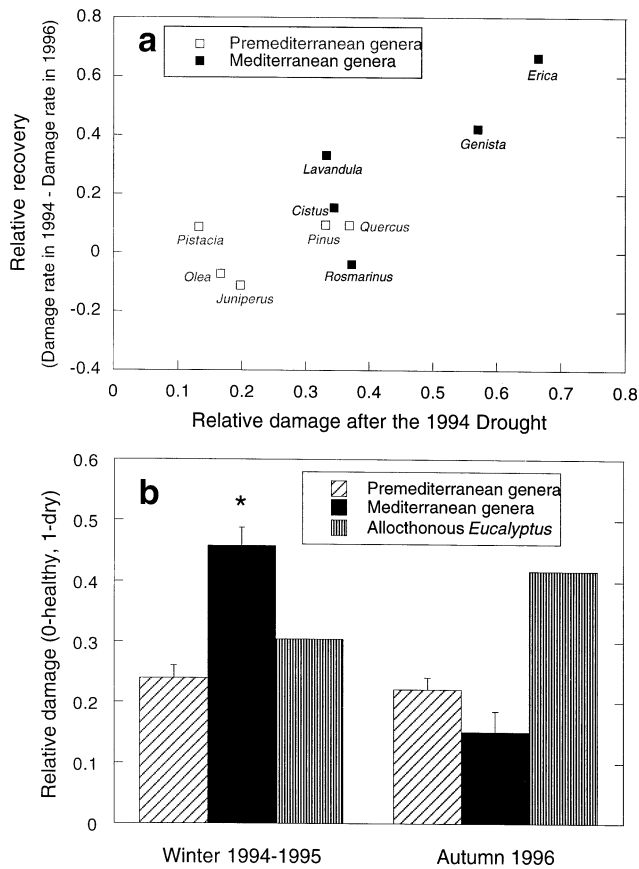 a
Premediterranean genera
Mediterranean genera
Relative recovery
(Damage rate in 1994 - Damage rate in 1996)
0.8
0.6
0.4
0.2
0
-0.2
-0.4
Erica
Genista
Lavandula
Cistus
Pistacia
Pinus
Quercus
Olea
Rosmarinus
Juniperus
0 0.1 0.2 0.3 0.4 0.5 0.6 0.7 0.8
Relative damage after the 1994 Drought
b
Premediterranean genera
Mediterranean genera
Allocthonous Eucalyptus
*
Relative damage (0-healthy, 1-dry)
0.6
0.5
0.4
0.3
0.2
0.1
0
Winter 1994-1995 Autumn 1996